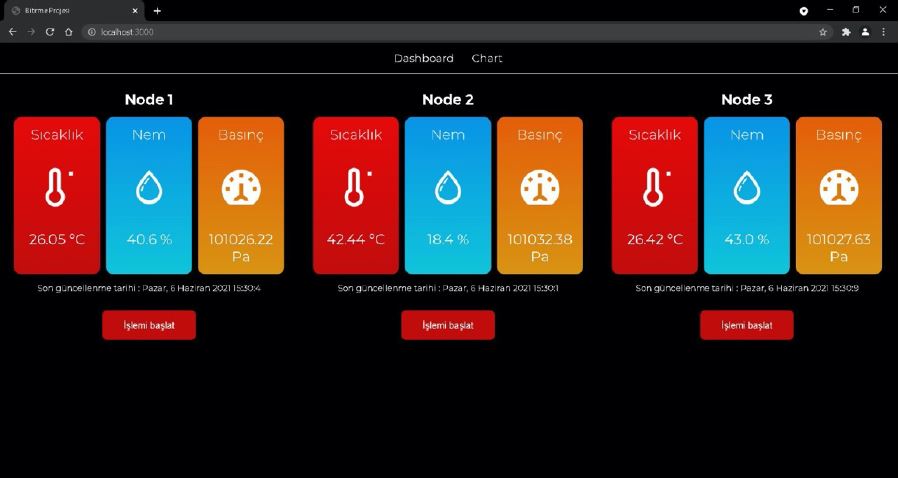 Bitirme Projesi
localhost:3000
Dashboard Chart
Node 1 Node 2 Node 3
Sıcaklık Nem Basınç Sıcaklık Nem Basınç Sıcaklık Nem Basınç
26.05 °C 40.6 % 101026.22 42.44 °C 18.4 % 101032.38 26.42 °C 43.0 % 101027.63
Pa Pa Pa
Son güncellenme tarihi : Pazar, 6 Haziran 2021 15:30:4 Son güncellenme tarihi : Pazar, 6 Haziran 2021 15:30:1 Son güncellenme tarihi : Pazar, 6 Haziran 2021 15:30:9
İşlemi başlat İşlemi başlat İşlemi başlat